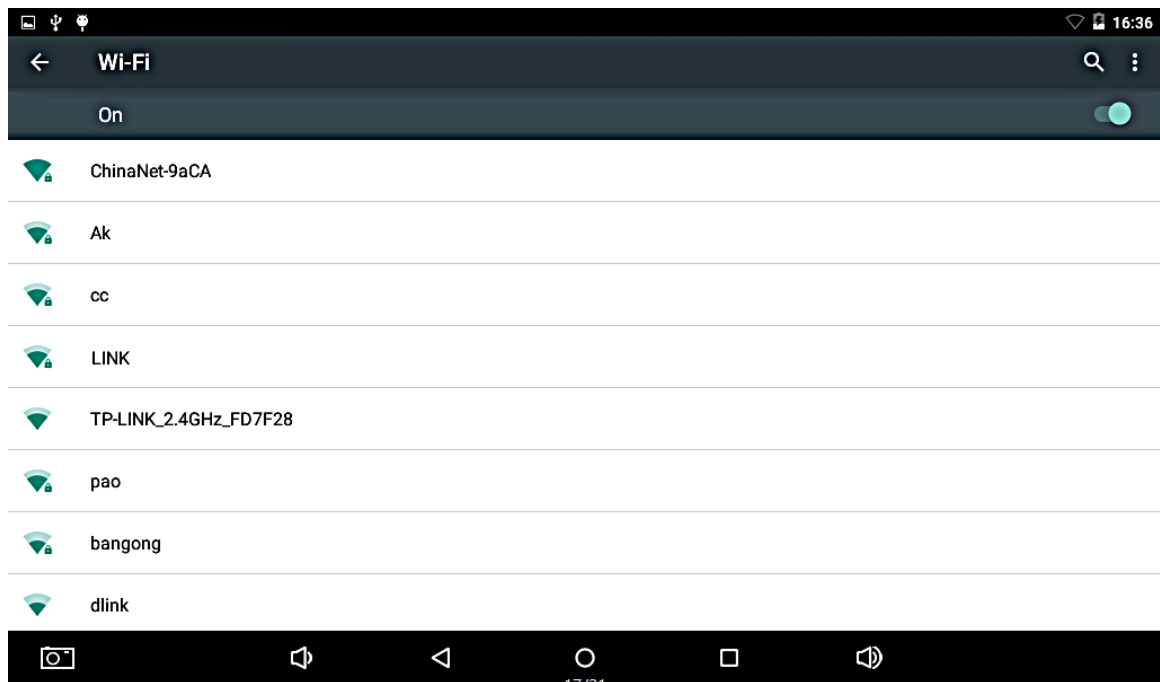 16:36
Wi-Fi
On
ChinaNet-9aCA
Ak
cc
LINK
TP-LINK_2.4GHz_FD7F28
pao
bangong
dlink